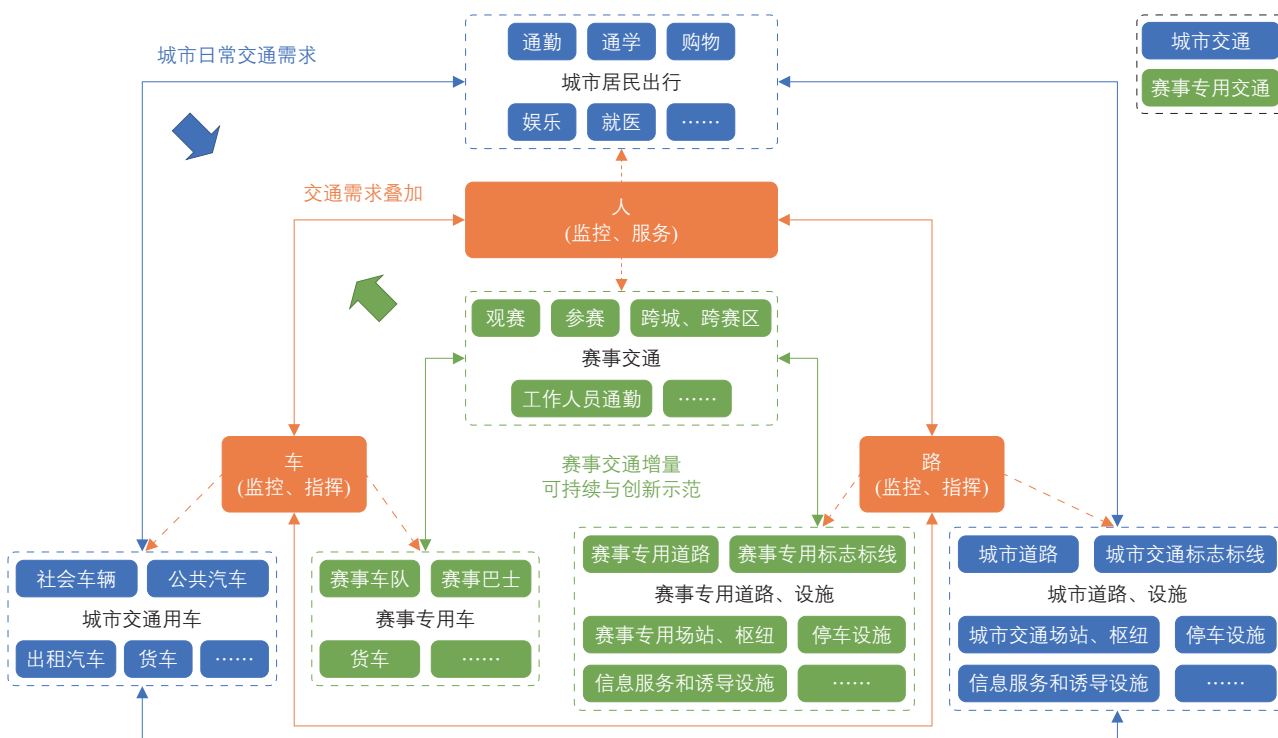 通勤
通学
购物
城市居民出行
娱乐
就医
……
城市交通
赛事专用交通
城市日常交通需求
交通需求叠加
人
(监控、服务)
观赛
参赛
跨城、跨赛区
赛事交通
工作人员通勤
……
车
(监控、指挥)
赛事交通增量
可持续与创新示范
路
(监控、指挥)
社会车辆
公共汽车
城市交通用车
出租汽车
货车
……
赛事车队
赛事巴士
赛事专用车
货车
……
赛事专用道路
赛事专用标志标线
赛事专用道路、设施
赛事专用场站、枢纽
停车设施
信息服务和诱导设施
……
城市道路
城市交通标志标线
城市道路、设施
城市交通场站、枢纽
停车设施
信息服务和诱导设施
……